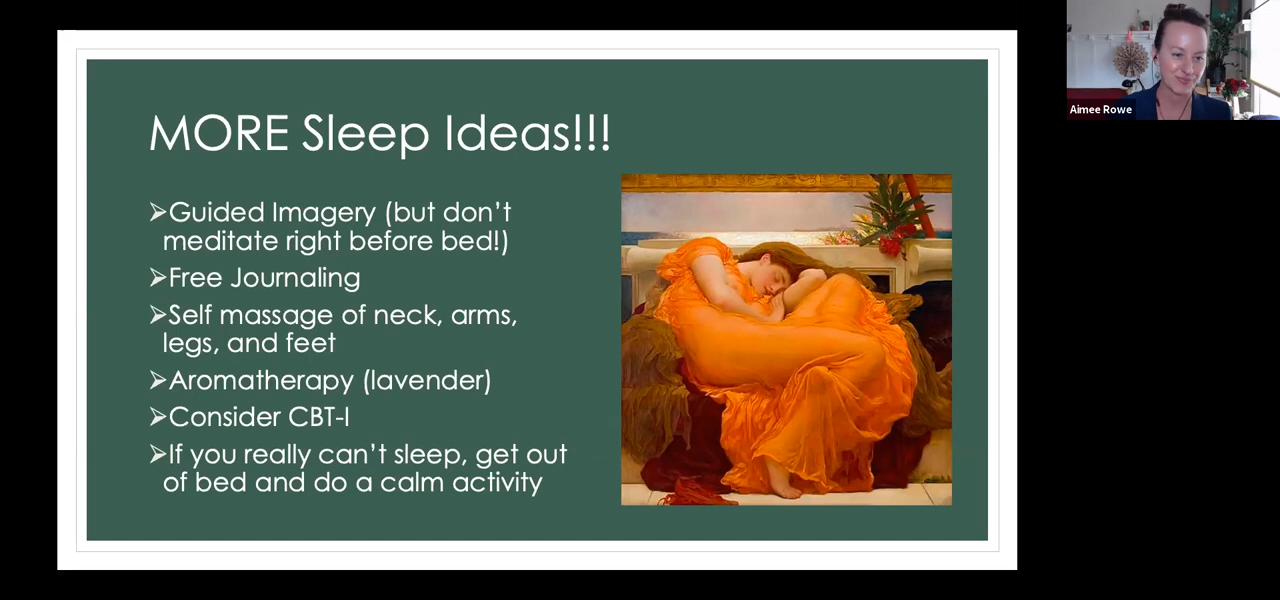 MORE Sleep Ideas!!!
➢Guided Imagery (but don’t
meditate right before bed!)
➢Free Journaling
➢Self massage of neck, arms,
legs, and feet
➢Aromatherapy (lavender)
➢Consider CBT-I
➢If you really can’t sleep, get out
of bed and do a calm activity
Aimee Rowe